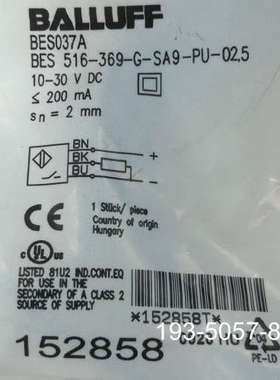 BALLUFF
BES037A
BES 516-369-G-SA9-PU-02,5
10-30 V DC
≤ 200 mA
sn = 2 mm
BN
BK
BU
1 Stück/ piece
Country of origin
Hungary
LISTED 81U2 IND.CONT.EQ
FOR USE IN THE
SECONDARY OF A CLASS 2
SOURCE OF SUPPLY
*152858T*
193-5057-8
152858
PE-LD